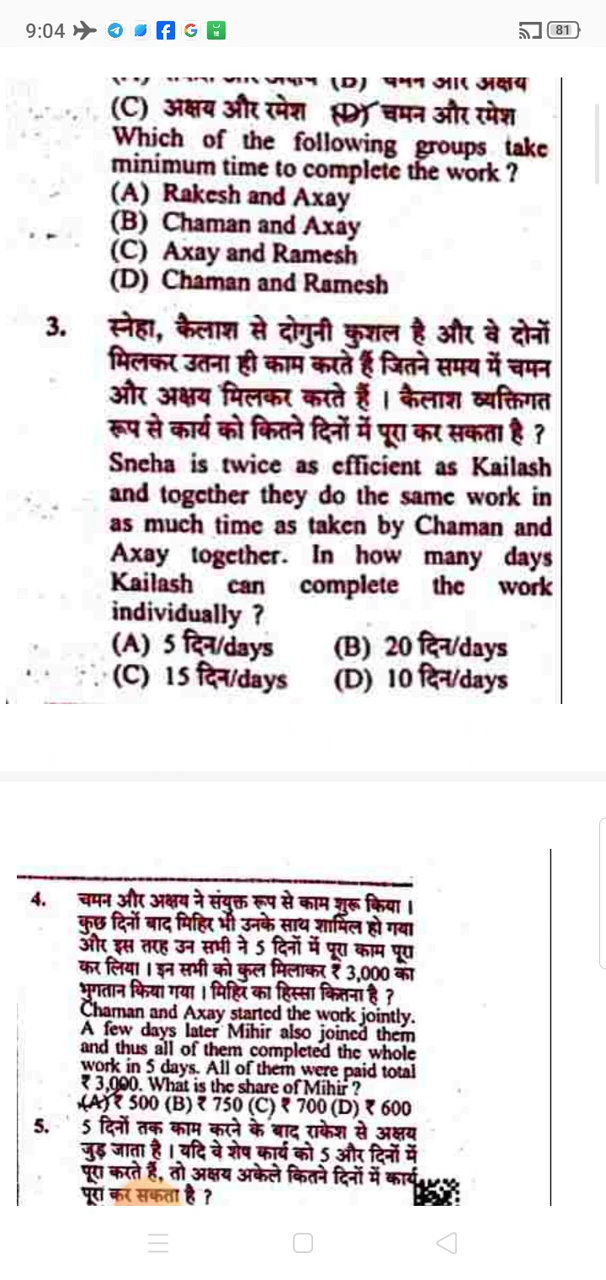 9:04
81
(B) चमन और अक्षय
(C) अक्षय और रमेश (D) चमन और रमेश
Which of the following groups take
minimum time to complete the work ?
(A) Rakesh and Axay
(B) Chaman and Axay
(C) Axay and Ramesh
(D) Chaman and Ramesh
3. स्नेहा, कैलाश से दोगुनी कुशल है और वे दोनों
मिलकर उतना ही काम करते हैं जितने समय में चमन
और अक्षय मिलकर करते हैं । कैलाश व्यक्तिगत
रूप से कार्य को कितने दिनों में पूरा कर सकता है ?
Sneha is twice as efficient as Kailash
and together they do the same work in
as much time as taken by Chaman and
Axay together. In how many days
Kailash can complete the work
individually ?
(A) 5 दिन/days (B) 20 दिन/days
(C) 15 दिन/days (D) 10 दिन/days
4. चमन और अक्षय ने संयुक्त रूप से काम शुरू किया ।
कुछ दिनों बाद मिहिर भी उनके साथ शामिल हो गया
और इस तरह उन सभी ने 5 दिनों में पूरा काम पूरा
कर लिया । इन सभी को कुल मिलाकर ₹ 3,000 का
भुगतान किया गया । मिहिर का हिस्सा कितना है ?
Chaman and Axay started the work jointly.
A few days later Mihir also joined them
and thus all of them completed the whole
work in 5 days. All of them were paid total
₹ 3,000. What is the share of Mihir ?
(A) ₹ 500 (B) ₹ 750 (C) ₹ 700 (D) ₹ 600
5. 5 दिनों तक काम करने के बाद राकेश से अक्षय
जुड़ जाता है । यदि वे शेष कार्य को 5 और दिनों में
पूरा करते हैं, तो अक्षय अकेले कितने दिनों में कार्य
पूरा कर सकता है ?